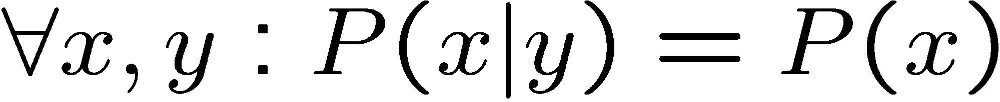 ∀x, y : P(x|y) = P(x)